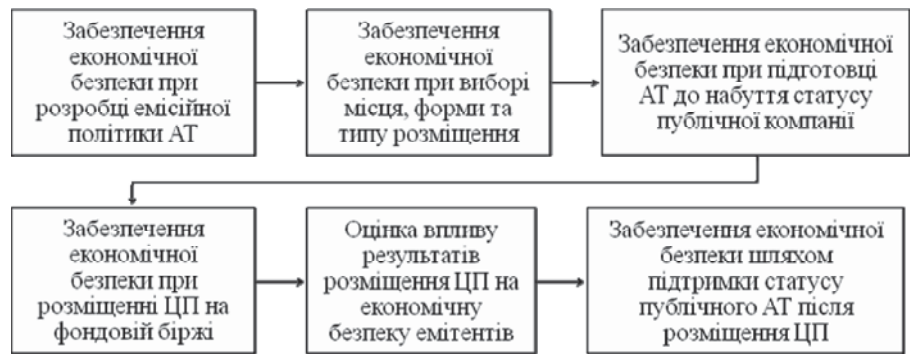 Забезпечення
економічної
безпеки при
розробці емісійної
політики АТ
Забезпечення
економічної
безпеки при виборі
місця, форми та
типу розміщення
Забезпечення економічної
безпеки при підготовці
АТ до набуття статусу
публічної компанії
Забезпечення
економічної
безпеки при
розміщенні ЦП на
фондовій біржі
Оцінка впливу
результатів
розміщення ЦП на
економічну
безпеку емітентів
Забезпечення економічної
безпеки шляхом
підтримки статусу
публічного АТ після
розміщення ЦП